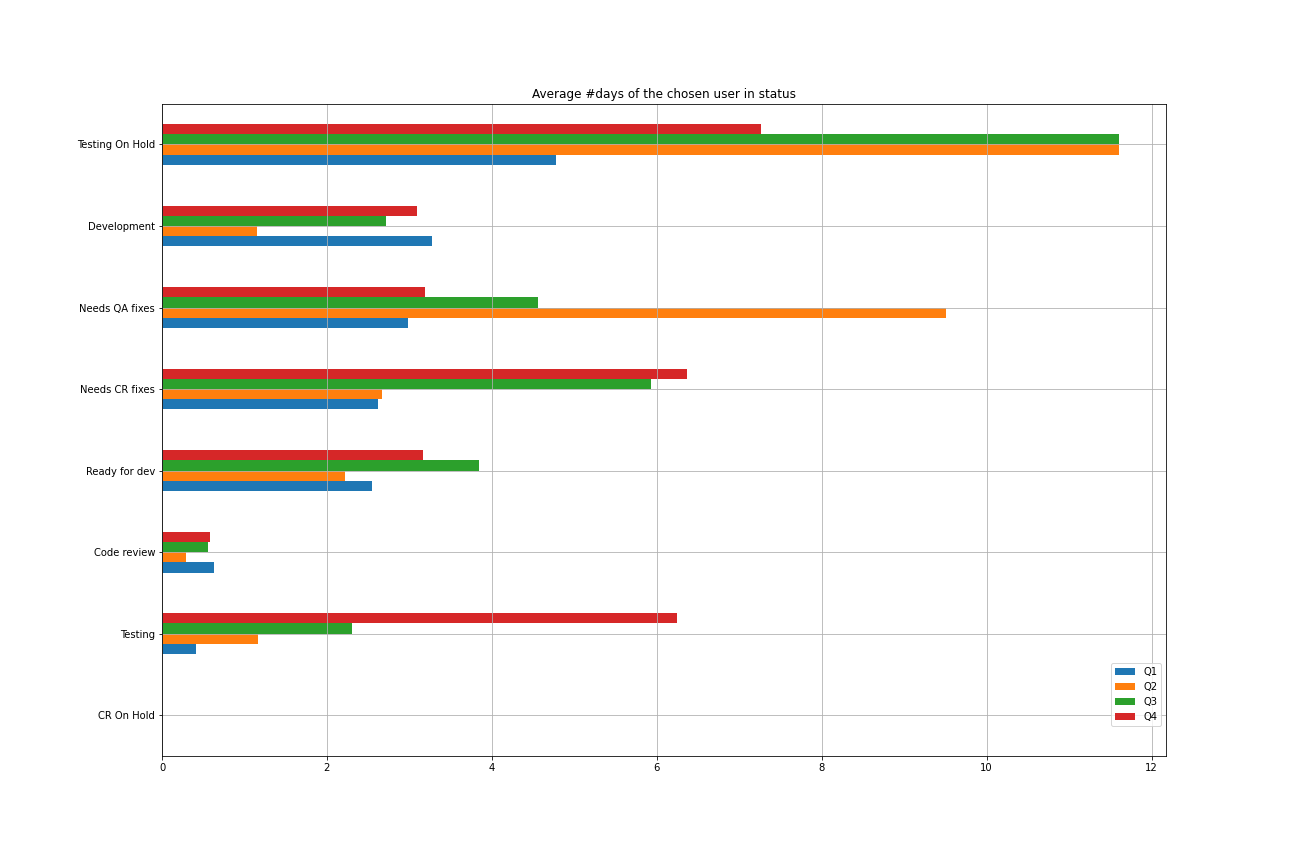 Average #days of the chosen user in status
Testing On Hold
Development
Needs QA fixes
Needs CR fixes
Ready for dev
Code review
Testing
CR On Hold
Q1
Q2
Q3
Q4
0 2 4 6 8 10 12